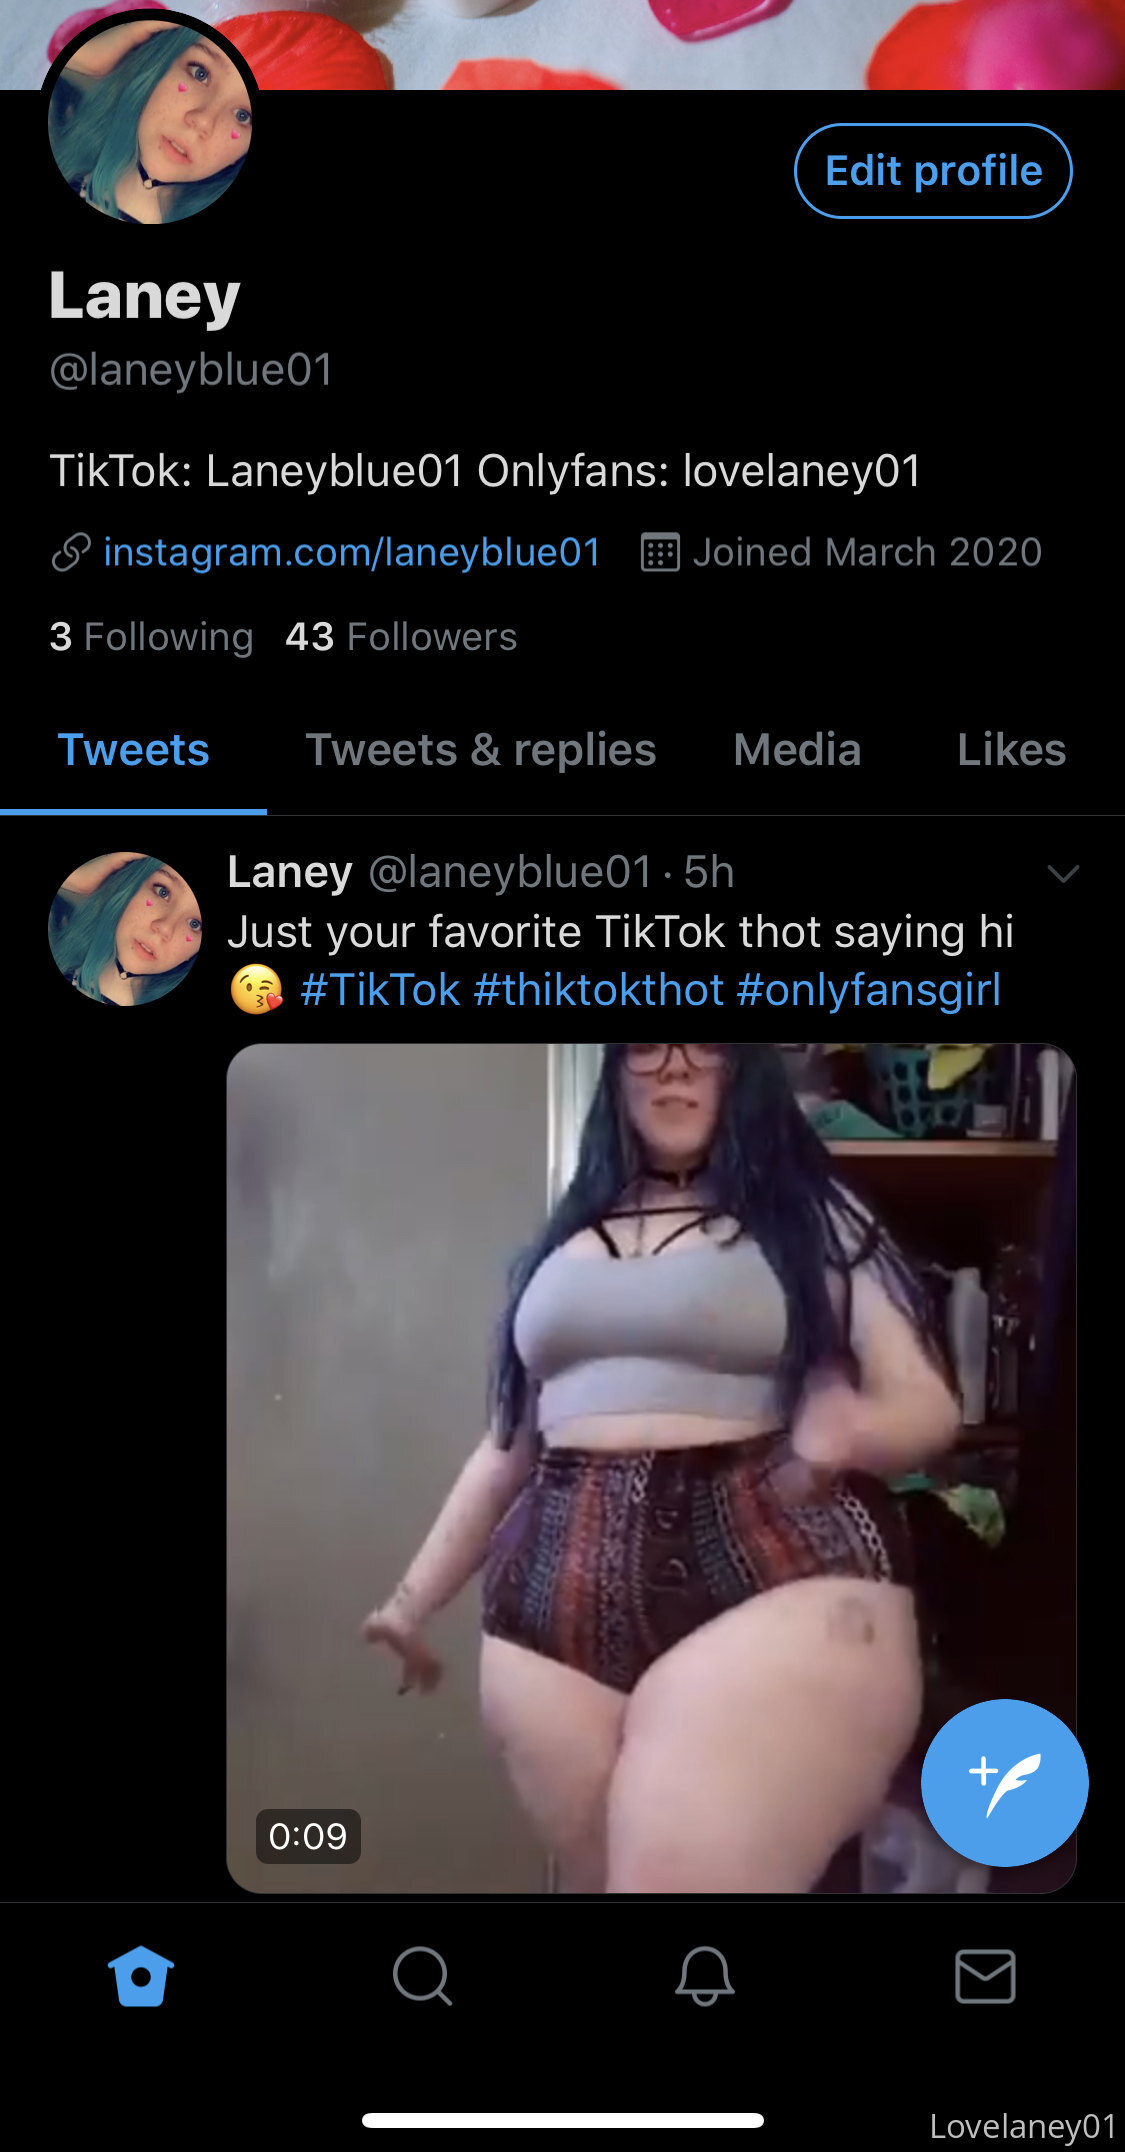 Edit profile
Laney
@laneyblue01
TikTok: Laneyblue01 Onlyfans: lovelaney01
instagram.com/laneyblue01 Joined March 2020
3 Following 43 Followers
Tweets Tweets & replies Media Likes
Laney @laneyblue01 · 5h
Just your favorite TikTok thot saying hi
😘 #TikTok #thiktokthot #onlyfansgirl
0:09
Lovelaney01